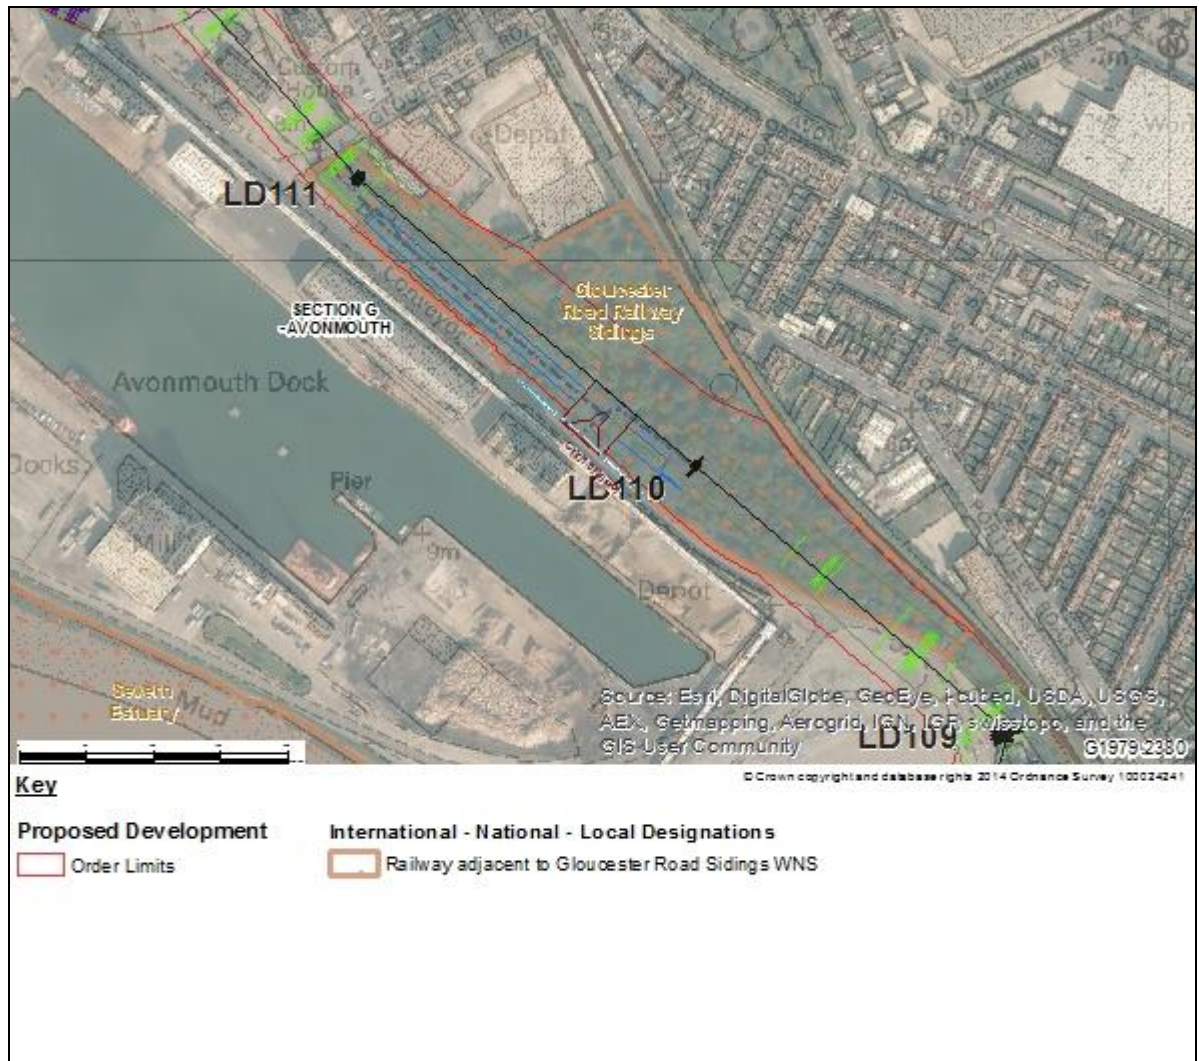 Custom
House
Depot
LD111
Gloucester
Road Railway
Sidings
SECTION G
-AVONMOUTH
Avonmouth Dock
Docks
Pier
LD110
Mill
9m
Depot
Severn
Estuary
Mud
Source: Esri, DigitalGlobe, GeoEye, i-cubed, USDA, USGS,
AEX, Getmapping, Aerogrid, IGN, IGP, swisstopo, and the
GIS User Community
LD109
G1979.2380
© Crown copyright and database rights 2014 Ordnance Survey 100024241
Key
Proposed Development
Order Limits
International - National - Local Designations
Railway adjacent to Gloucester Road Sidings WNS